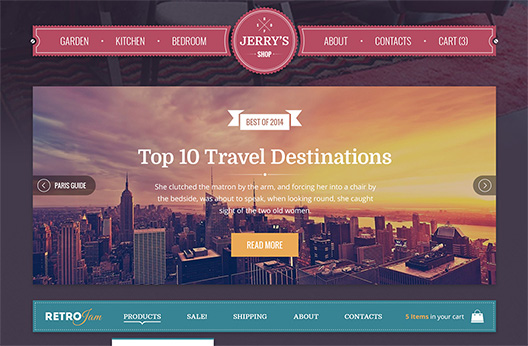 GARDEN • KITCHEN • BEDROOM
JERRY'S
SHOP
ABOUT • CONTACTS • CART (3)
BEST OF 2014
Top 10 Travel Destinations
PARIS GUIDE
She clutched the matron by the arm, and forcing her into a chair by
the bedside, was about to speak, when looking round, she caught
sight of the two old women.
READ MORE
RETRO Jam
PRODUCTS
SALE!
SHIPPING
ABOUT
CONTACTS
5 Items in your cart